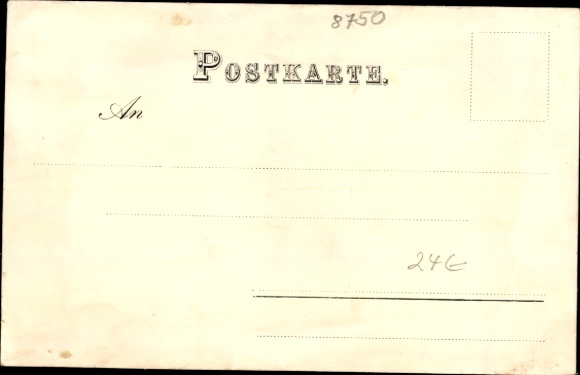 8750
POSTKARTE.
An
24€